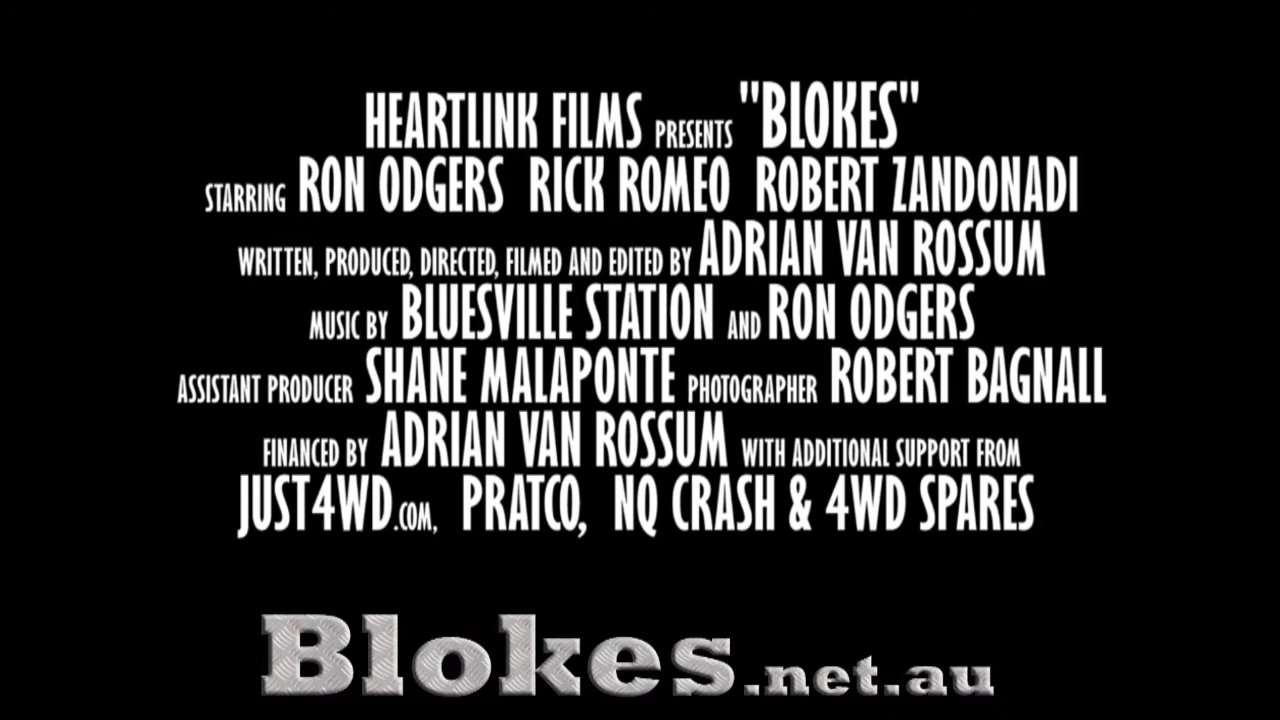 HEARTLINK FILMS PRESENTS "BLOKES"
STARRING RON ODGERS RICK ROMEO ROBERT ZANDONADI
WRITTEN, PRODUCED, DIRECTED, FILMED AND EDITED BY ADRIAN VAN ROSSUM
MUSIC BY BLUESVILLE STATION AND RON ODGERS
ASSISTANT PRODUCER SHANE MALAPONTE PHOTOGRAPHER ROBERT BAGNALL
FINANCED BY ADRIAN VAN ROSSUM WITH ADDITIONAL SUPPORT FROM
JUST4WD.COM, PRATCO, NQ CRASH & 4WD SPARES
Blokes.net.au